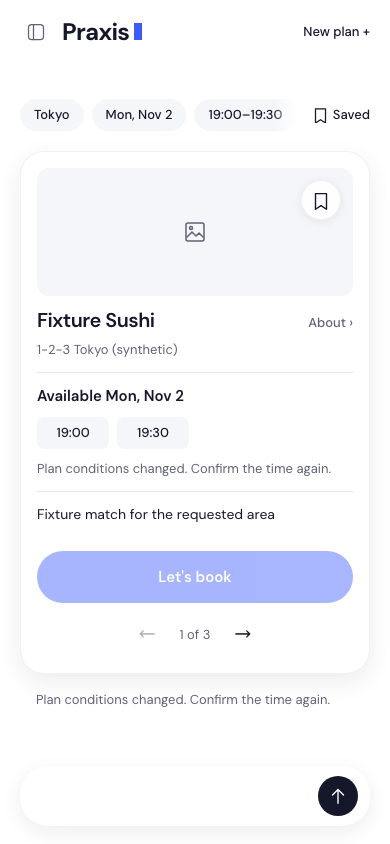 Praxis
New plan +
Tokyo
Mon, Nov 2
19:00–19:30
Saved
Fixture Sushi
About ›
1-2-3 Tokyo (synthetic)
Available Mon, Nov 2
19:00
19:30
Plan conditions changed. Confirm the time again.
Fixture match for the requested area
Let's book
← 1 of 3 →
Plan conditions changed. Confirm the time again.